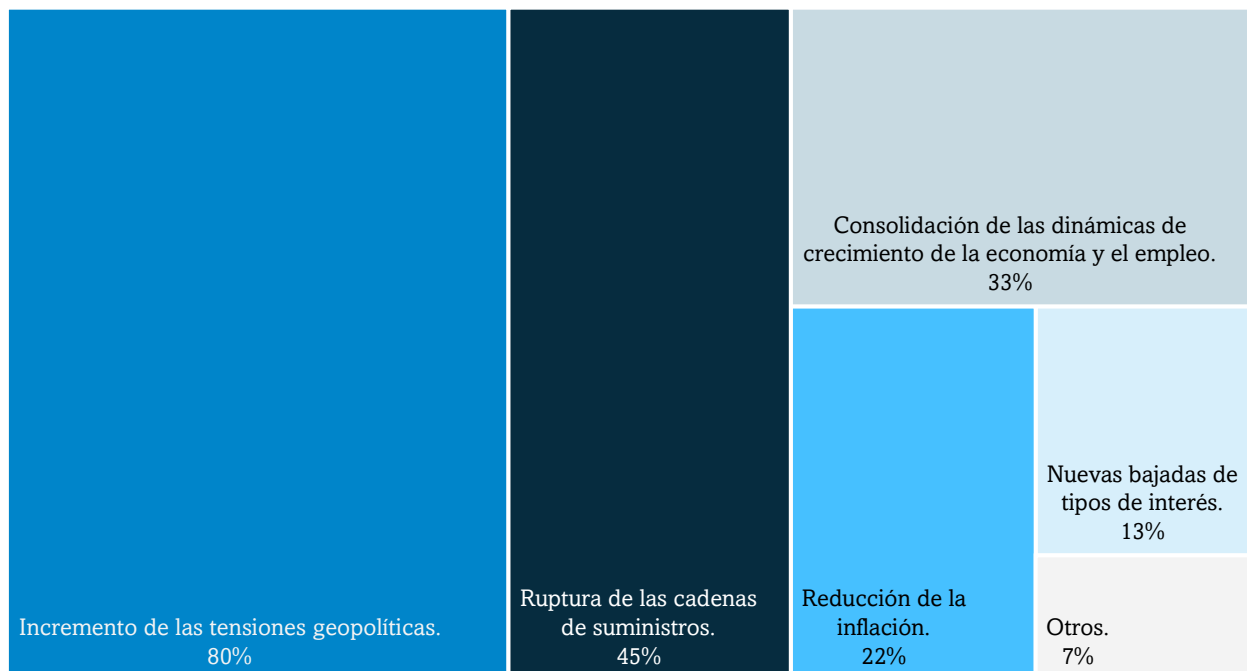 Incremento de las tensiones geopolíticas.
80%
Ruptura de las cadenas
de suministros.
45%
Consolidación de las dinámicas de
crecimiento de la economía y el empleo.
33%
Reducción de la
inflación.
22%
Nuevas bajadas de
tipos de interés.
13%
Otros.
7%